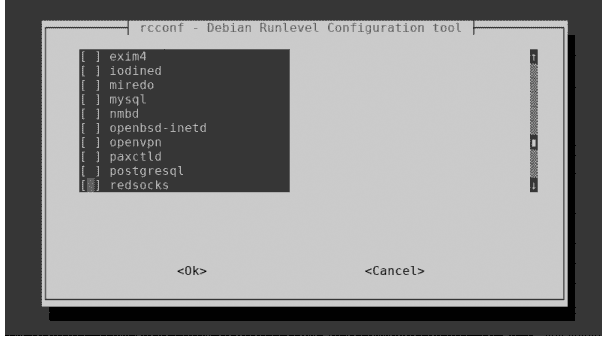 rcconf - Debian Runlevel Configuration tool
[ ] exim4
[ ] iodined
[ ] miredo
[ ] mysql
[ ] nmbd
[ ] openbsd-inetd
[ ] openvpn
[ ] paxctld
[ ] postgresql
[ ] redsocks
<Ok> <Cancel>